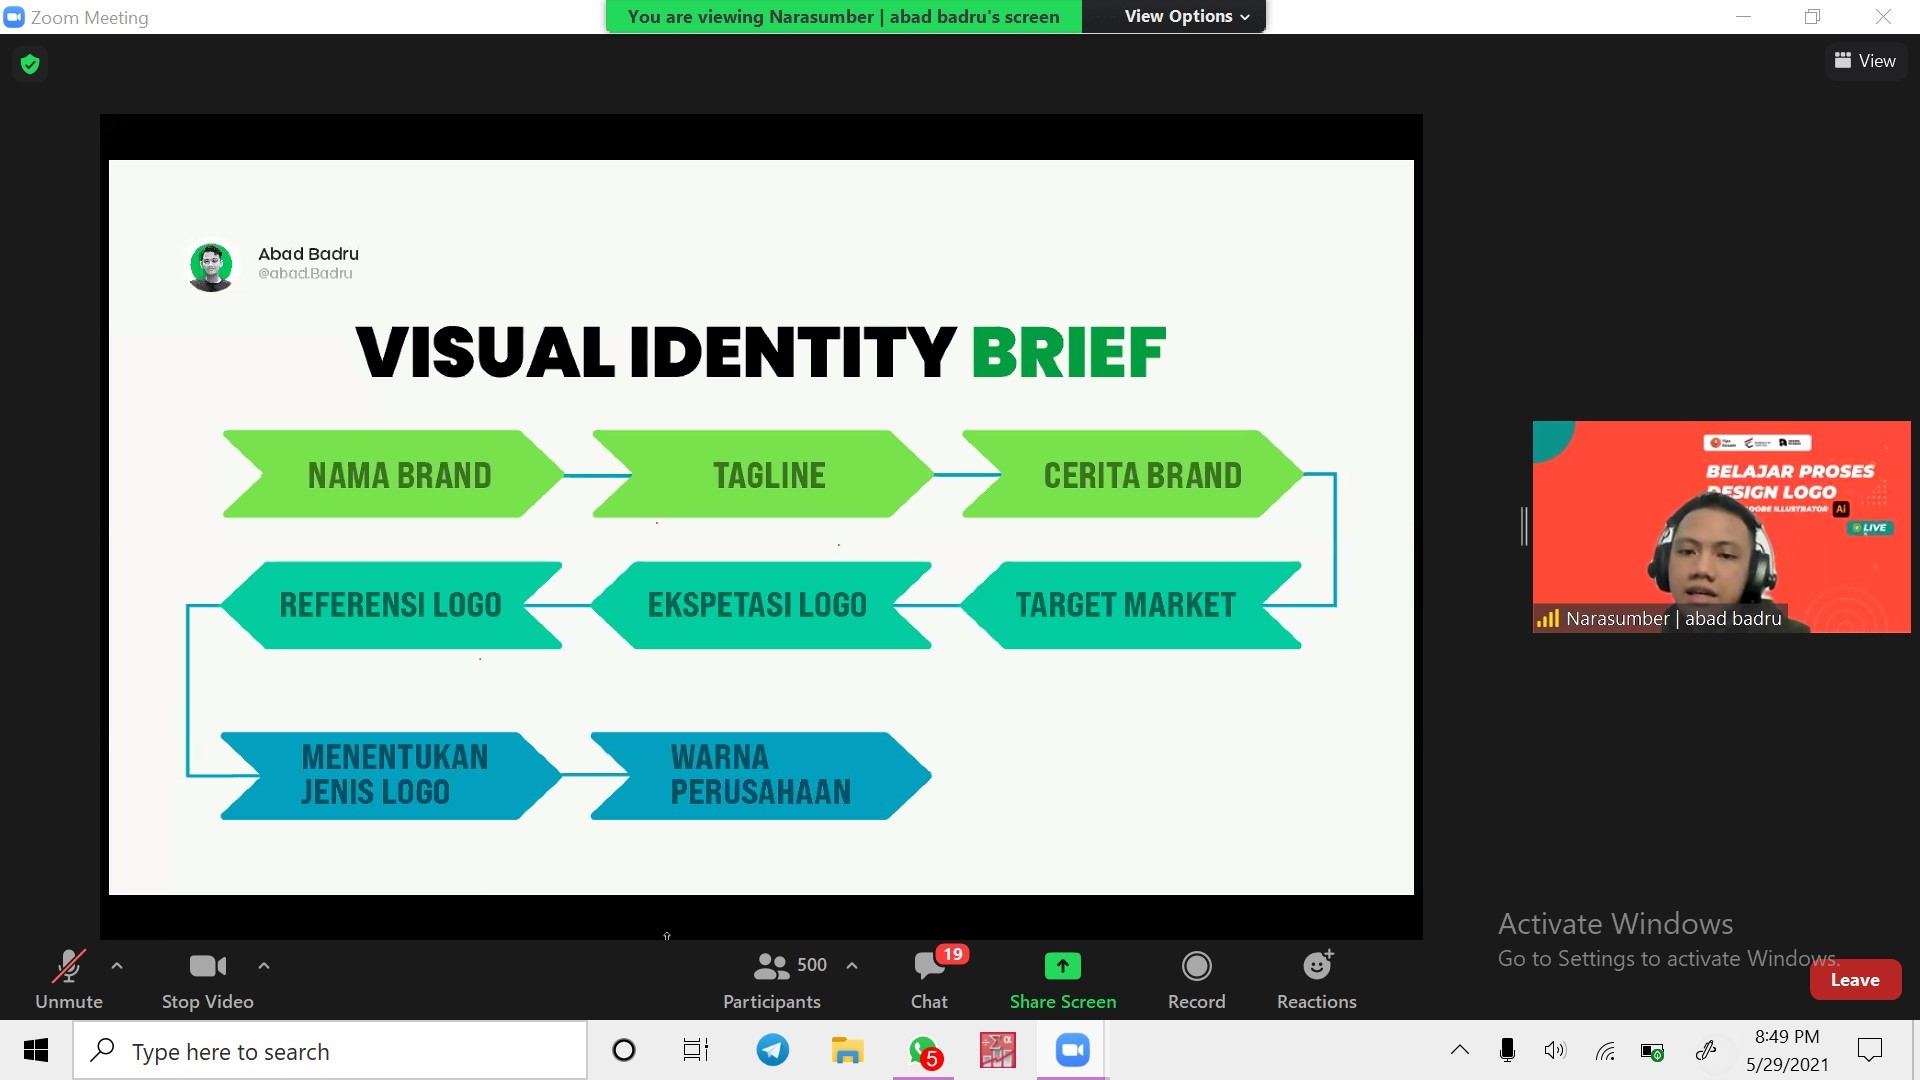 Zoom Meeting
You are viewing Narasumber | abad badru's screen
View Options
View
Abad Badru
@abad.Badru
VISUAL IDENTITY BRIEF
NAMA BRAND
TAGLINE
CERITA BRAND
REFERENSI LOGO
EKSPETASI LOGO
TARGET MARKET
MENENTUKAN
JENIS LOGO
WARNA
PERUSAHAAN
BELAJAR PROSES
DESIGN LOGO
ADOBE ILLUSTRATOR
Ai
LIVE
Narasumber | abad badru
Activate Windows
Go to Settings to activate Windows.
Unmute
Stop Video
500
Participants
19
Chat
Share Screen
Record
Reactions
Leave
Type here to search
5
8:49 PM
5/29/2021